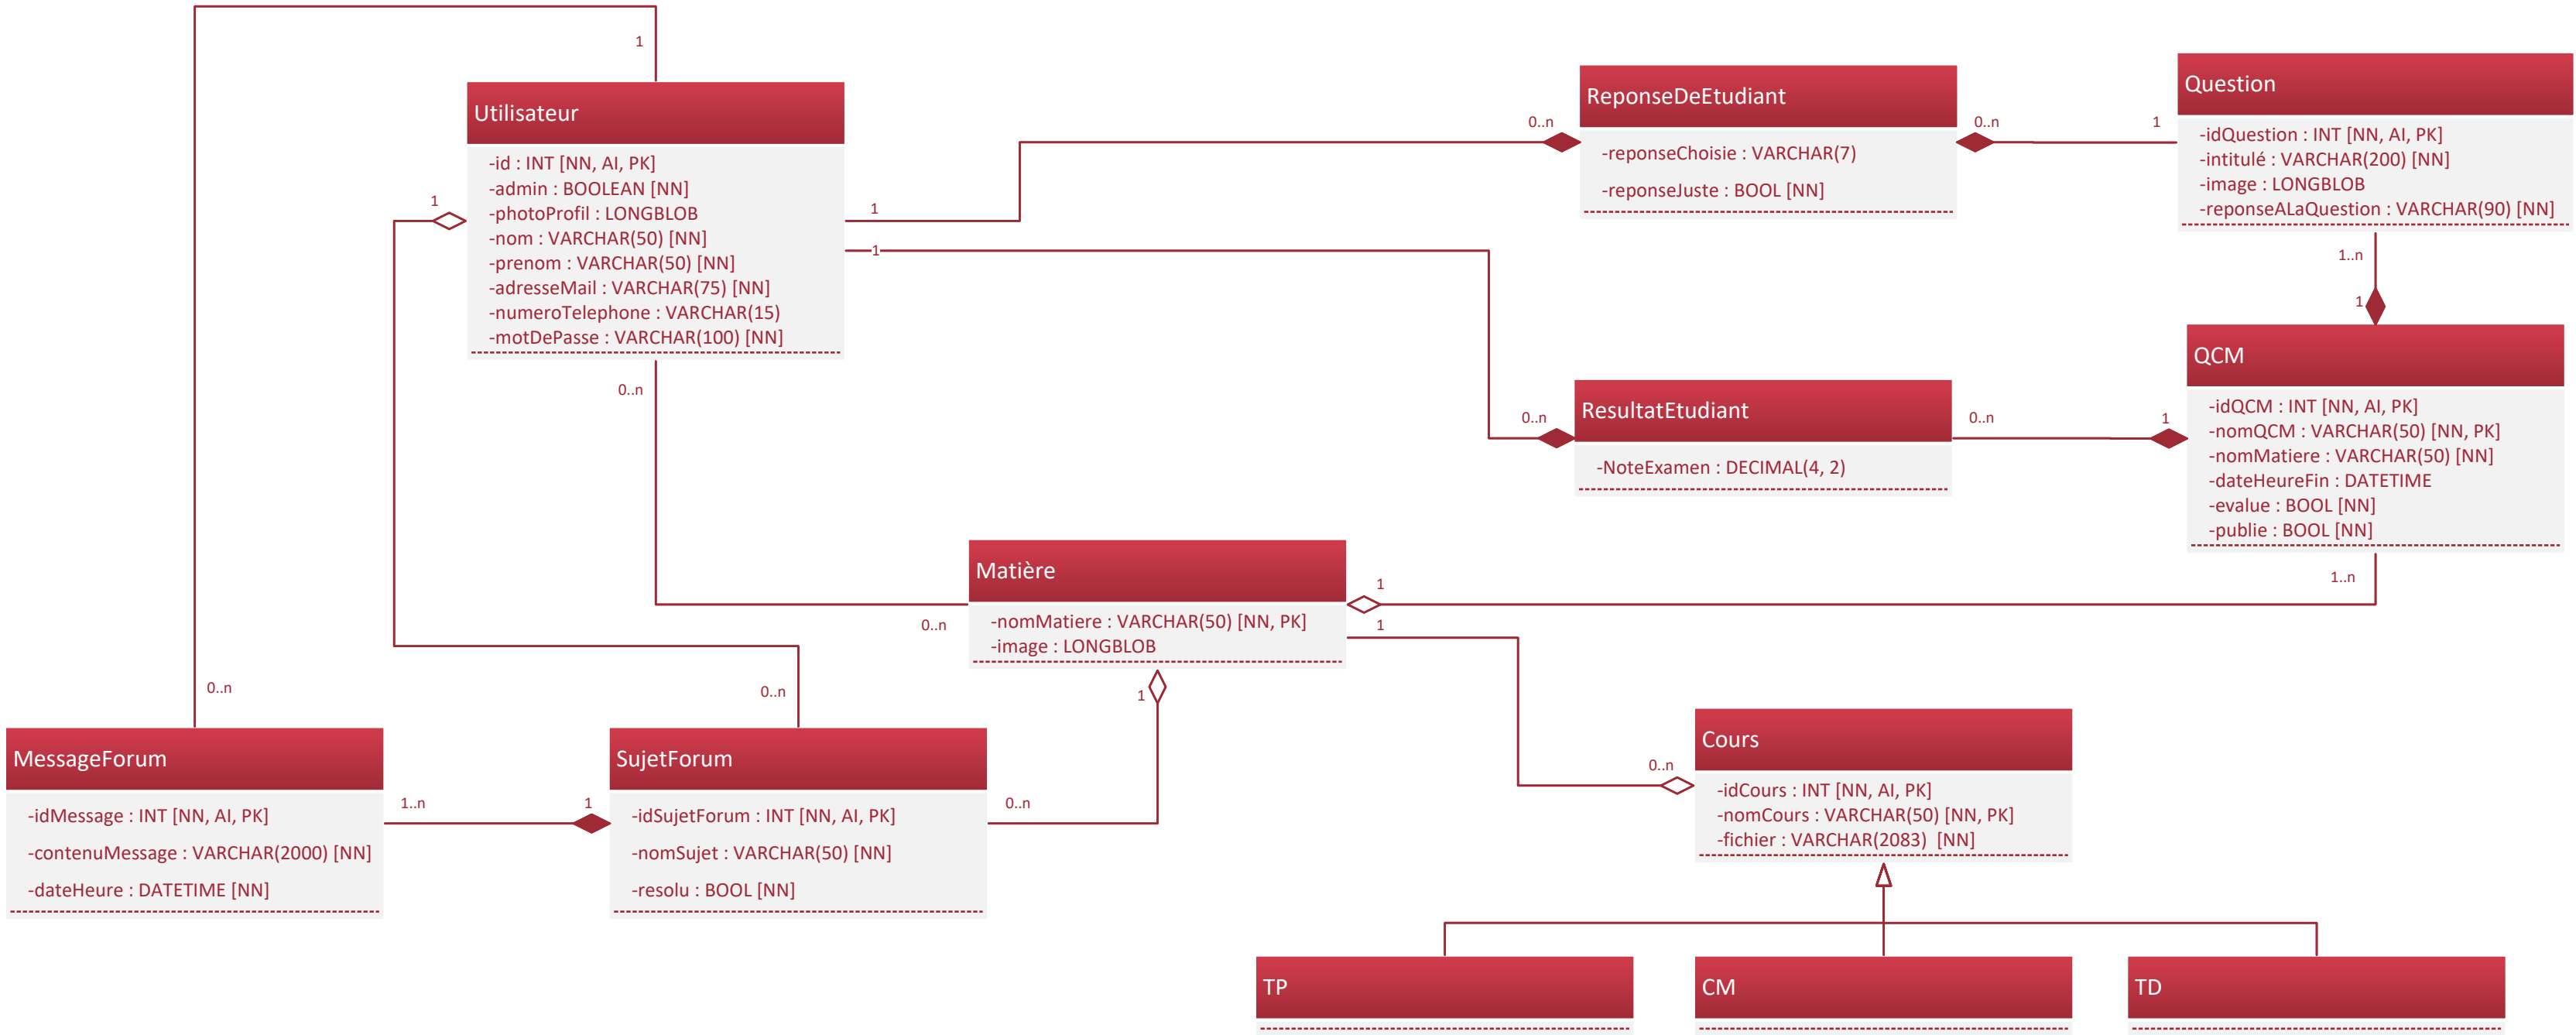 1
Utilisateur
-id : INT [NN, AI, PK]
-admin : BOOLEAN [NN]
-photoProfil : LONGBLOB
-nom : VARCHAR(50) [NN]
-prenom : VARCHAR(50) [NN]
-adresseMail : VARCHAR(75) [NN]
-numeroTelephone : VARCHAR(15)
-motDePasse : VARCHAR(100) [NN]
1
1
1
0..n
0..n
ReponseDeEtudiant
-reponseChoisie : VARCHAR(7)
-reponseJuste : BOOL [NN]
0..n
1
Question
-idQuestion : INT [NN, AI, PK]
-intitulé : VARCHAR(200) [NN]
-image : LONGBLOB
-reponseALaQuestion : VARCHAR(90) [NN]
1..n
1
QCM
-idQCM : INT [NN, AI, PK]
-nomQCM : VARCHAR(50) [NN, PK]
-nomMatiere : VARCHAR(50) [NN]
-dateHeureFin : DATETIME
-evalue : BOOL [NN]
-publie : BOOL [NN]
1..n
0..n
ResultatEtudiant
-NoteExamen : DECIMAL(4, 2)
0..n
1
Matière
-nomMatiere : VARCHAR(50) [NN, PK]
-image : LONGBLOB
0..n
1
1
1
0..n
0..n
MessageForum
-idMessage : INT [NN, AI, PK]
-contenuMessage : VARCHAR(2000) [NN]
-dateHeure : DATETIME [NN]
1..n
1
SujetForum
-idSujetForum : INT [NN, AI, PK]
-nomSujet : VARCHAR(50) [NN]
-resolu : BOOL [NN]
0..n
0..n
Cours
-idCours : INT [NN, AI, PK]
-nomCours : VARCHAR(50) [NN, PK]
-fichier : VARCHAR(2083)  [NN]
TP
CM
TD